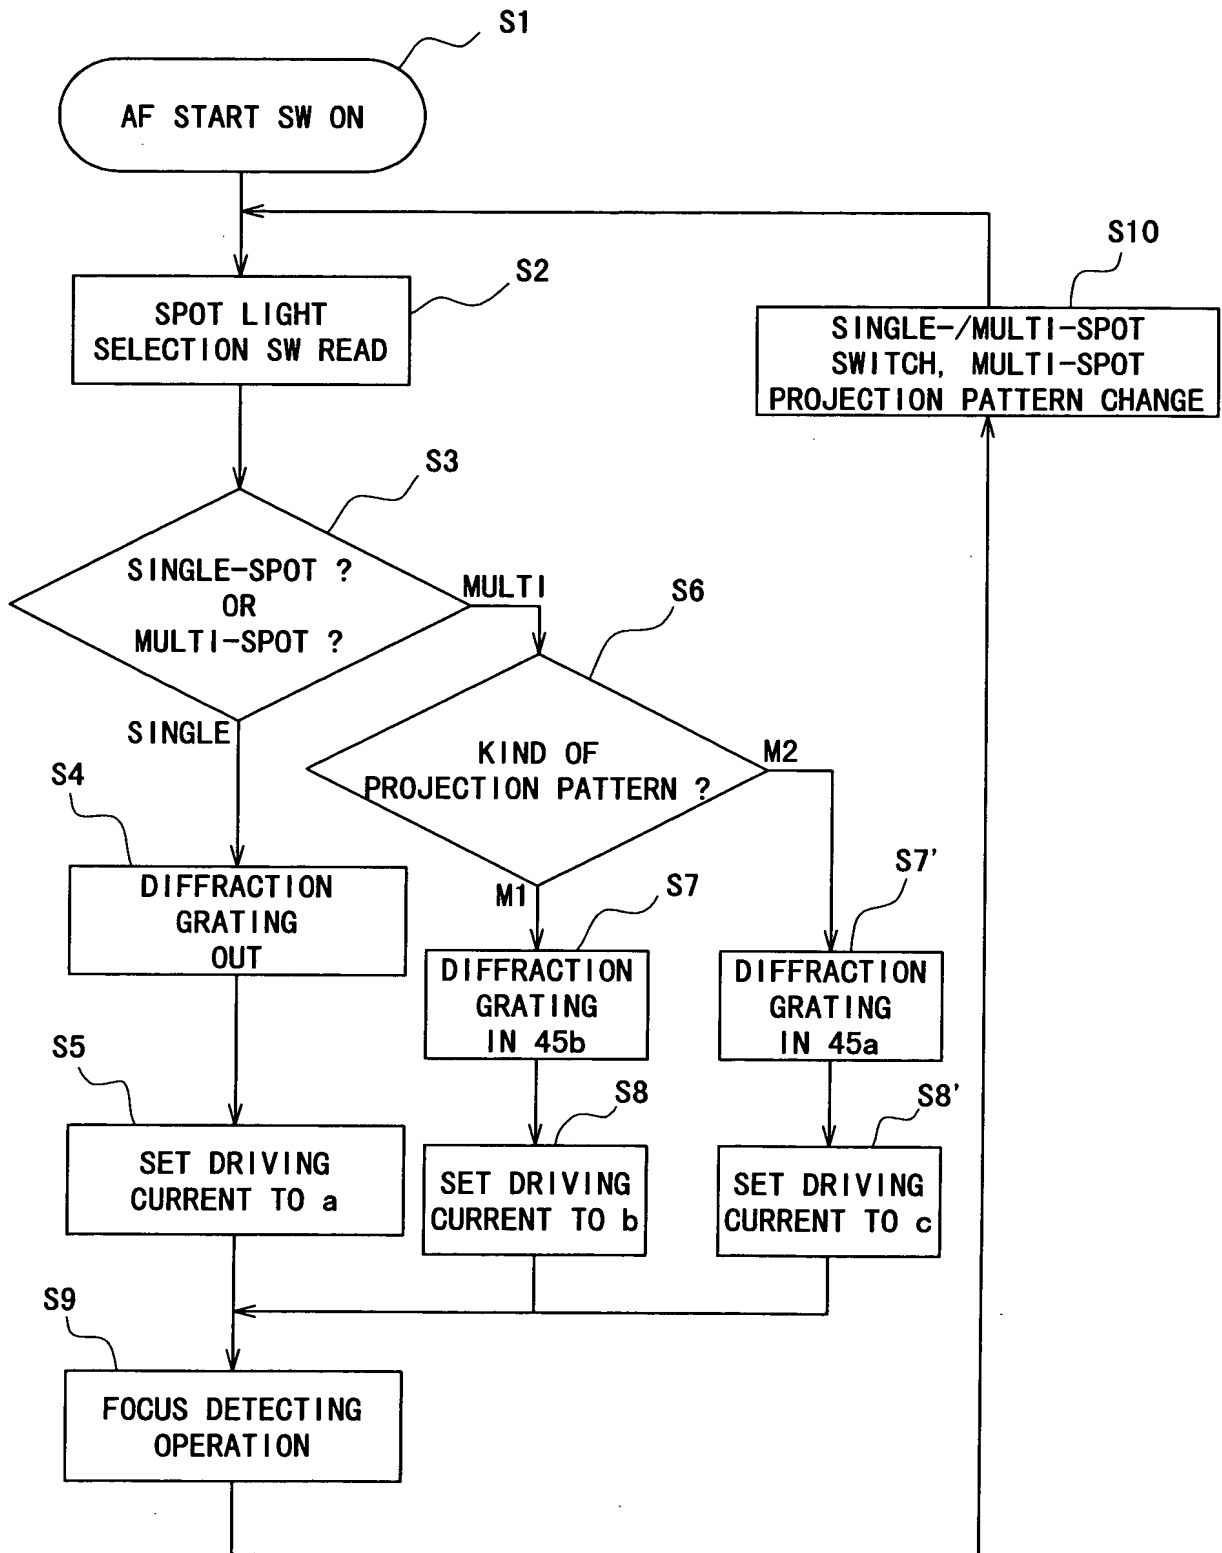 S1
AF START SW ON
S10
S2
SPOT LIGHT
SELECTION SW READ
SINGLE-/MULTI-SPOT
SWITCH, MULTI-SPOT
PROJECTION PATTERN CHANGE
S3
SINGLE-SPOT ?
OR
MULTI-SPOT ?
MULTI
S6
SINGLE
KIND OF
PROJECTION PATTERN ?
M2
S4
DIFFRACTION
GRATING
OUT
M1
S7
S7'
DIFFRACTION
GRATING
IN 45b
DIFFRACTION
GRATING
IN 45a
S5
SET DRIVING
CURRENT TO a
S8
SET DRIVING
CURRENT TO b
S8'
SET DRIVING
CURRENT TO c
S9
FOCUS DETECTING
OPERATION